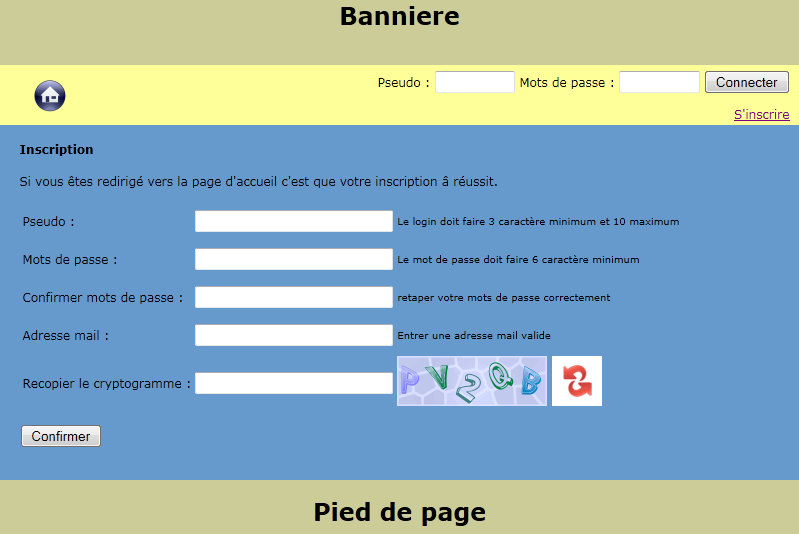 Banniere
Pseudo : Mots de passe : Connecter
S'inscrire
Inscription
Si vous êtes redirigé vers la page d'accueil c'est que votre inscription â réussit.
Pseudo : Le login doit faire 3 caractère minimum et 10 maximum
Mots de passe : Le mot de passe doit faire 6 caractère minimum
Confirmer mots de passe : retaper votre mots de passe correctement
Adresse mail : Entrer une adresse mail valide
Recopier le cryptogramme : PV2QB
Confirmer
Pied de page